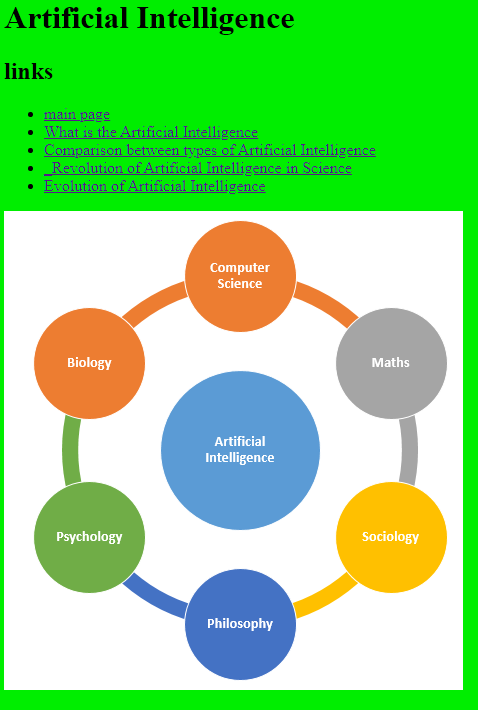 Artificial Intelligence
links
main page
What is the Artificial Intelligence
Comparison between types of Artificial Intelligence
_Revolution of Artificial Intelligence in Science
Evolution of Artificial Intelligence
Computer
Science
Biology
Maths
Artificial
Intelligence
Psychology
Sociology
Philosophy